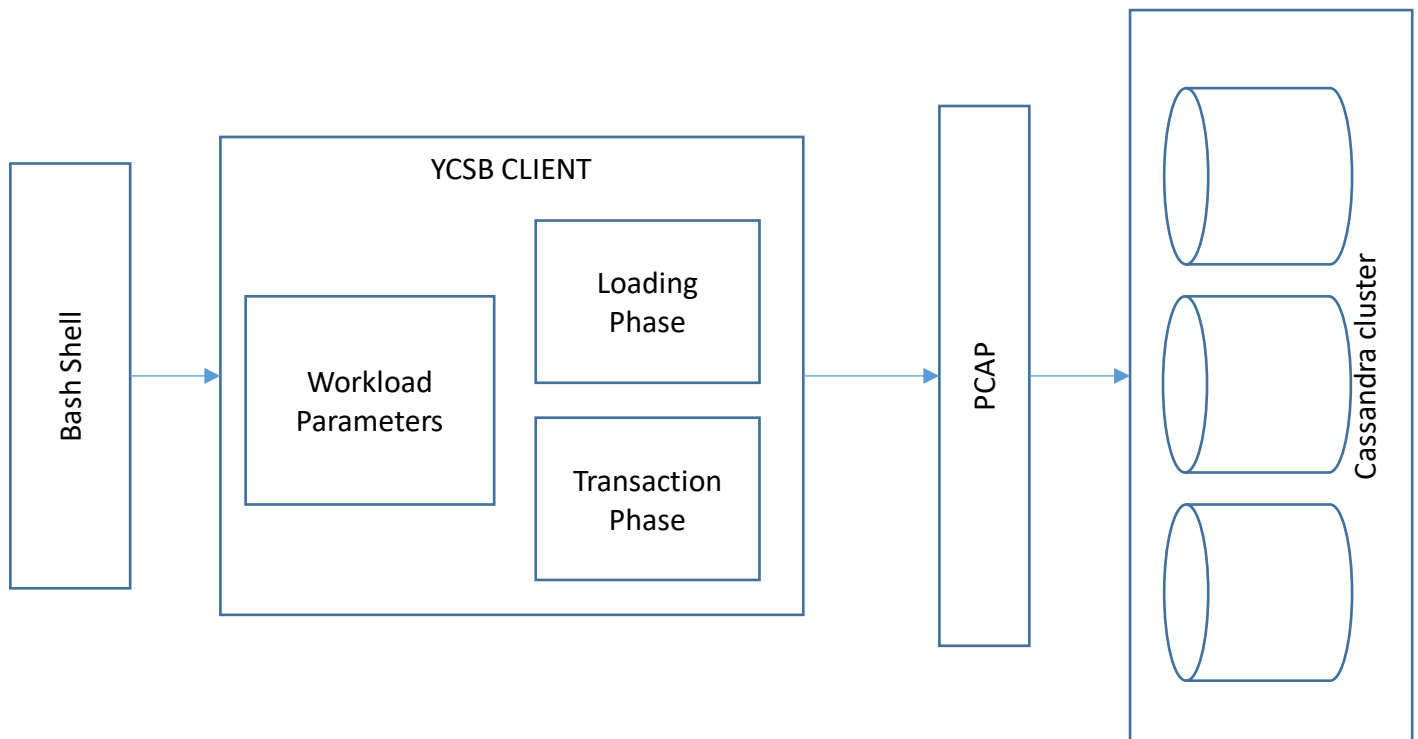 Bash Shell
YCSB CLIENT
Workload
Parameters
Loading
Phase
Transaction
Phase
PCAP
Cassandra cluster